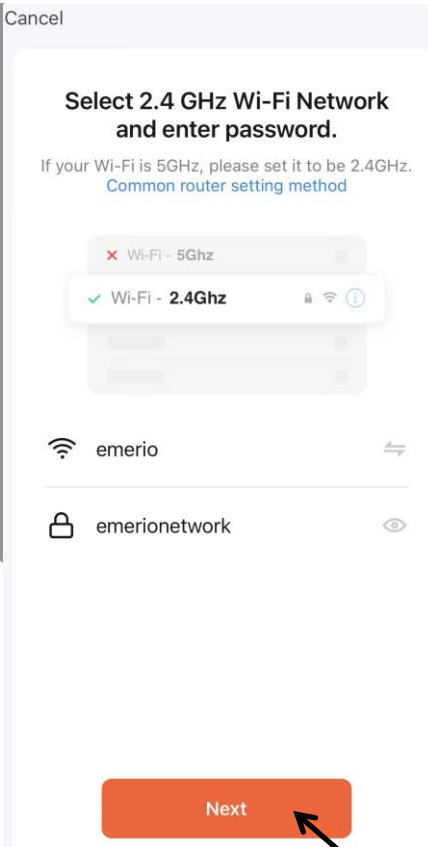 Cancel
Select 2.4 GHz Wi-Fi Network
and enter password.
If your Wi-Fi is 5GHz, please set it to be 2.4GHz.
Common router setting method
Wi-Fi - 5Ghz
Wi-Fi - 2.4Ghz
emerio
emerionetwork
Next